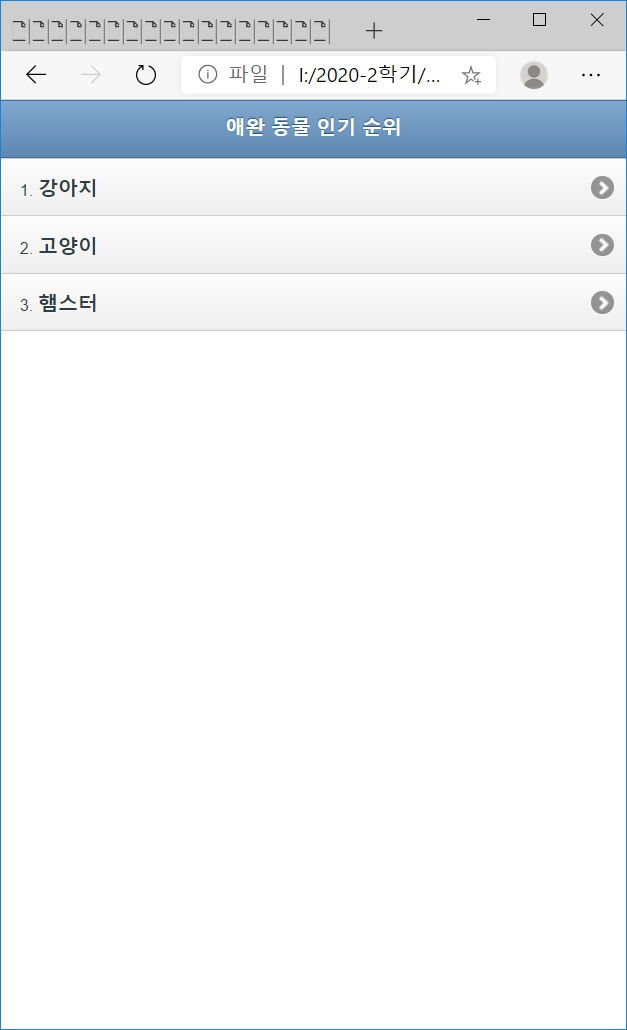 파일 | I:/2020-2학기/...
애완 동물 인기 순위
1. 강아지
2. 고양이
3. 햄스터